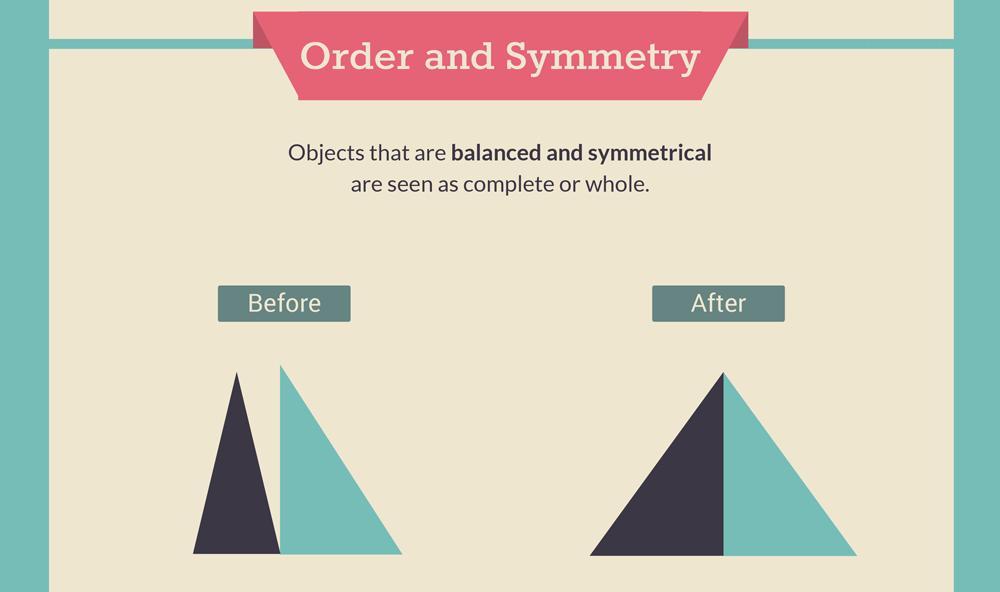 Order and Symmetry
Objects that are balanced and symmetrical
are seen as complete or whole.
Before
After